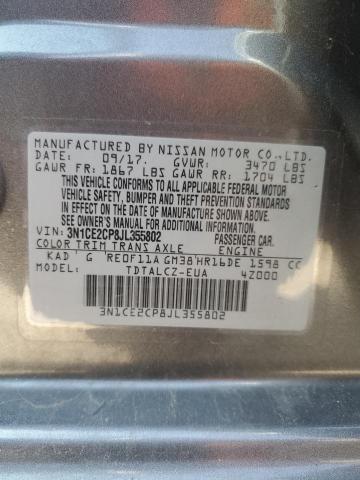 MANUFACTURED BY NISSAN MOTOR CO., LTD.
DATE: 09/17. GVWR: 3470 LBS
GAWR FR: 1867 LBS GAWR RR: 1704 LBS
THIS VEHICLE CONFORMS TO ALL APPLICABLE FEDERAL MOTOR
VEHICLE SAFETY, BUMPER AND THEFT PREVENTION STANDARDS
IN EFFECT ON THE DATE OF MANUFACTURE SHOWN ABOVE.
SEE OWNER'S MANUAL FOR ADDITIONAL INFORMATION.
VIN: 3N1CE2CP8JL355802 PASSENGER CAR.
COLOR TRIM TRANS AXLE ENGINE
KAD G RE0F11A GM38 HR16DE 1598 CC
TDTALCZ-EUA 4Z000
3N1CE2CP8JL355802